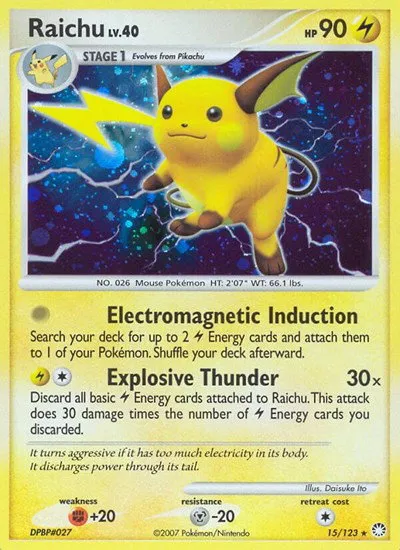 Raichu LV.40 HP 90
STAGE 1 Evolves from Pikachu
NO. 026 Mouse Pokémon HT: 2'07" WT: 66.1 lbs.
Electromagnetic Induction
Search your deck for up to 2 Energy cards and attach them
to 1 of your Pokémon. Shuffle your deck afterward.
Explosive Thunder 30x
Discard all basic Energy cards attached to Raichu. This attack
does 30 damage times the number of Energy cards you
discarded.
It turns aggressive if it has too much electricity in its body.
It discharges power through its tail.
Illus. Daisuke Ito
weakness resistance retreat cost
+20 -20
DPBP#027 ©2007 Pokémon/Nintendo 15/123 ★